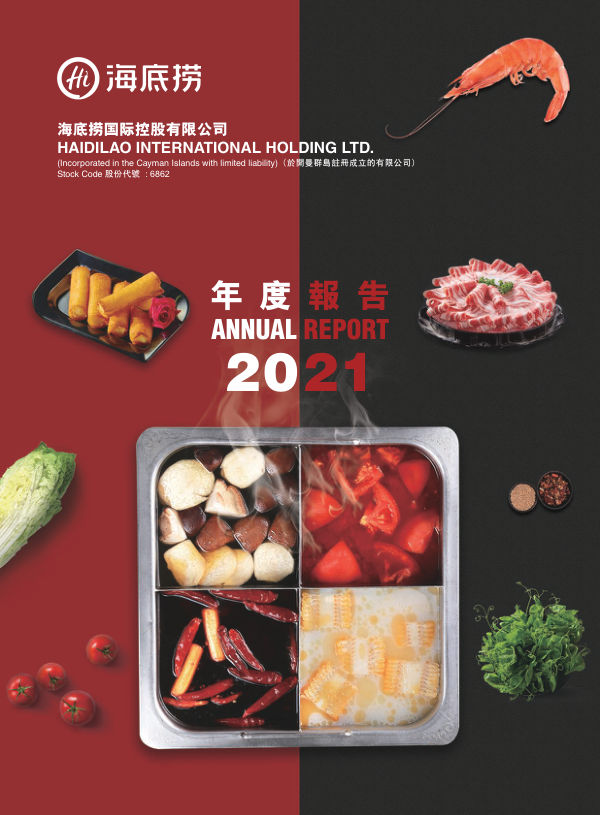 Hi 海底捞
海底捞国际控股有限公司
HAIDILAO INTERNATIONAL HOLDING LTD.
(Incorporated in the Cayman Islands with limited liability)（於開曼群島註冊成立的有限公司）
Stock Code 股份代號 : 6862
年度報告
ANNUAL REPORT
2021